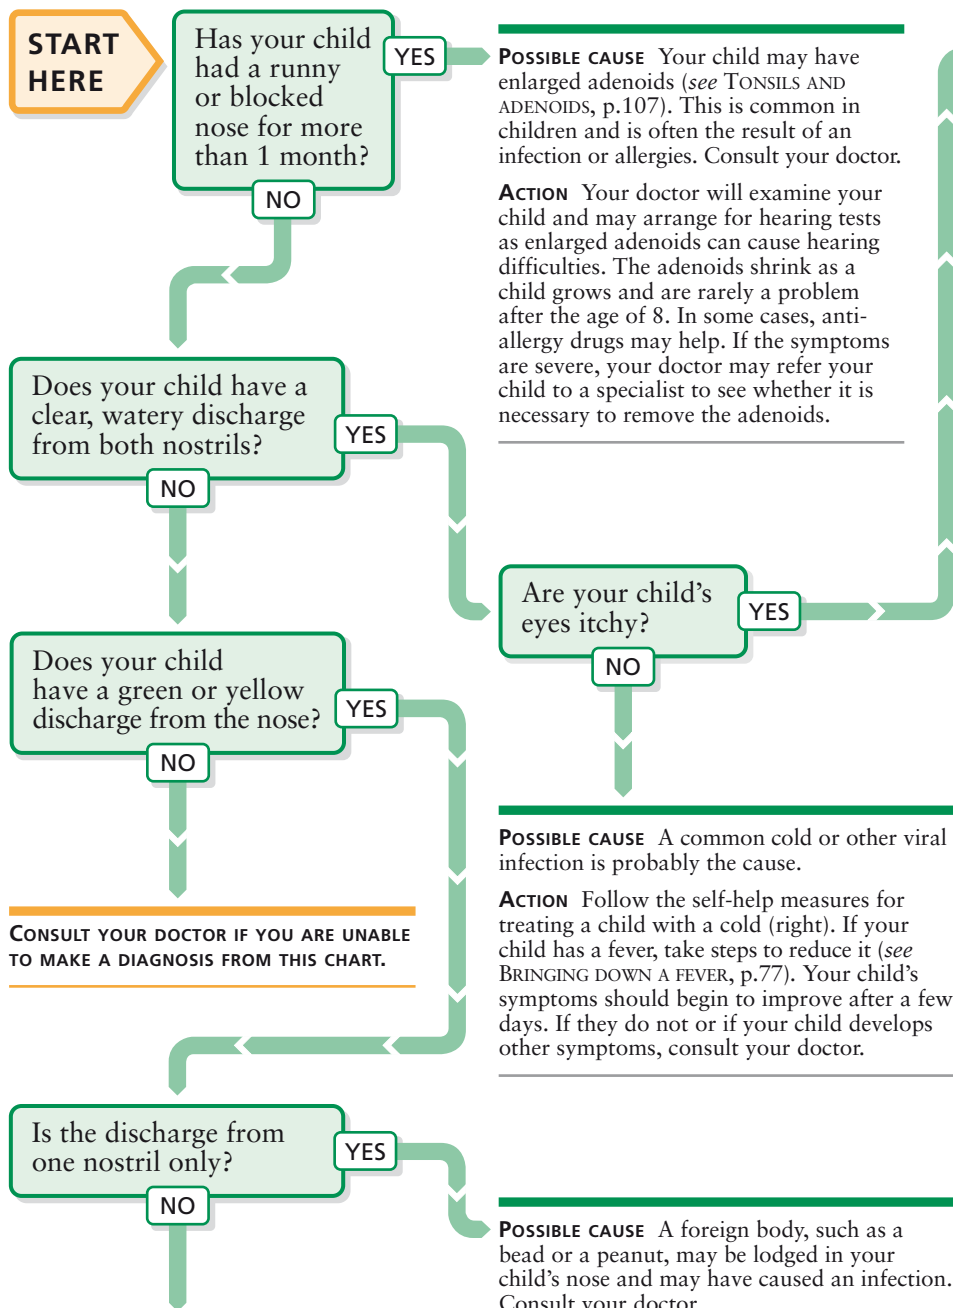 START
HERE
Has your child
had a runny
or blocked
nose for more
than 1 month?
YES
NO
POSSIBLE CAUSE Your child may have
enlarged adenoids (see TONSILS AND
ADENOIDS, p.107). This is common in
children and is often the result of an
infection or allergies. Consult your doctor.
ACTION Your doctor will examine your
child and may arrange for hearing tests
as enlarged adenoids can cause hearing
difficulties. The adenoids shrink as a
child grows and are rarely a problem
after the age of 8. In some cases, anti-
allergy drugs may help. If the symptoms
are severe, your doctor may refer your
child to a specialist to see whether it is
necessary to remove the adenoids.
Does your child have a
clear, watery discharge
from both nostrils?
YES
NO
Are your child's
eyes itchy?
YES
NO
Does your child
have a green or yellow
discharge from the nose?
YES
NO
POSSIBLE CAUSE A common cold or other viral
infection is probably the cause.
ACTION Follow the self-help measures for
treating a child with a cold (right). If your
child has a fever, take steps to reduce it (see
BRINGING DOWN A FEVER, p.77). Your child's
symptoms should begin to improve after a few
days. If they do not or if your child develops
other symptoms, consult your doctor.
CONSULT YOUR DOCTOR IF YOU ARE UNABLE
TO MAKE A DIAGNOSIS FROM THIS CHART.
Is the discharge from
one nostril only?
YES
NO
POSSIBLE CAUSE A foreign body, such as a
bead or a peanut, may be lodged in your
child's nose and may have caused an infection.
Consult your doctor